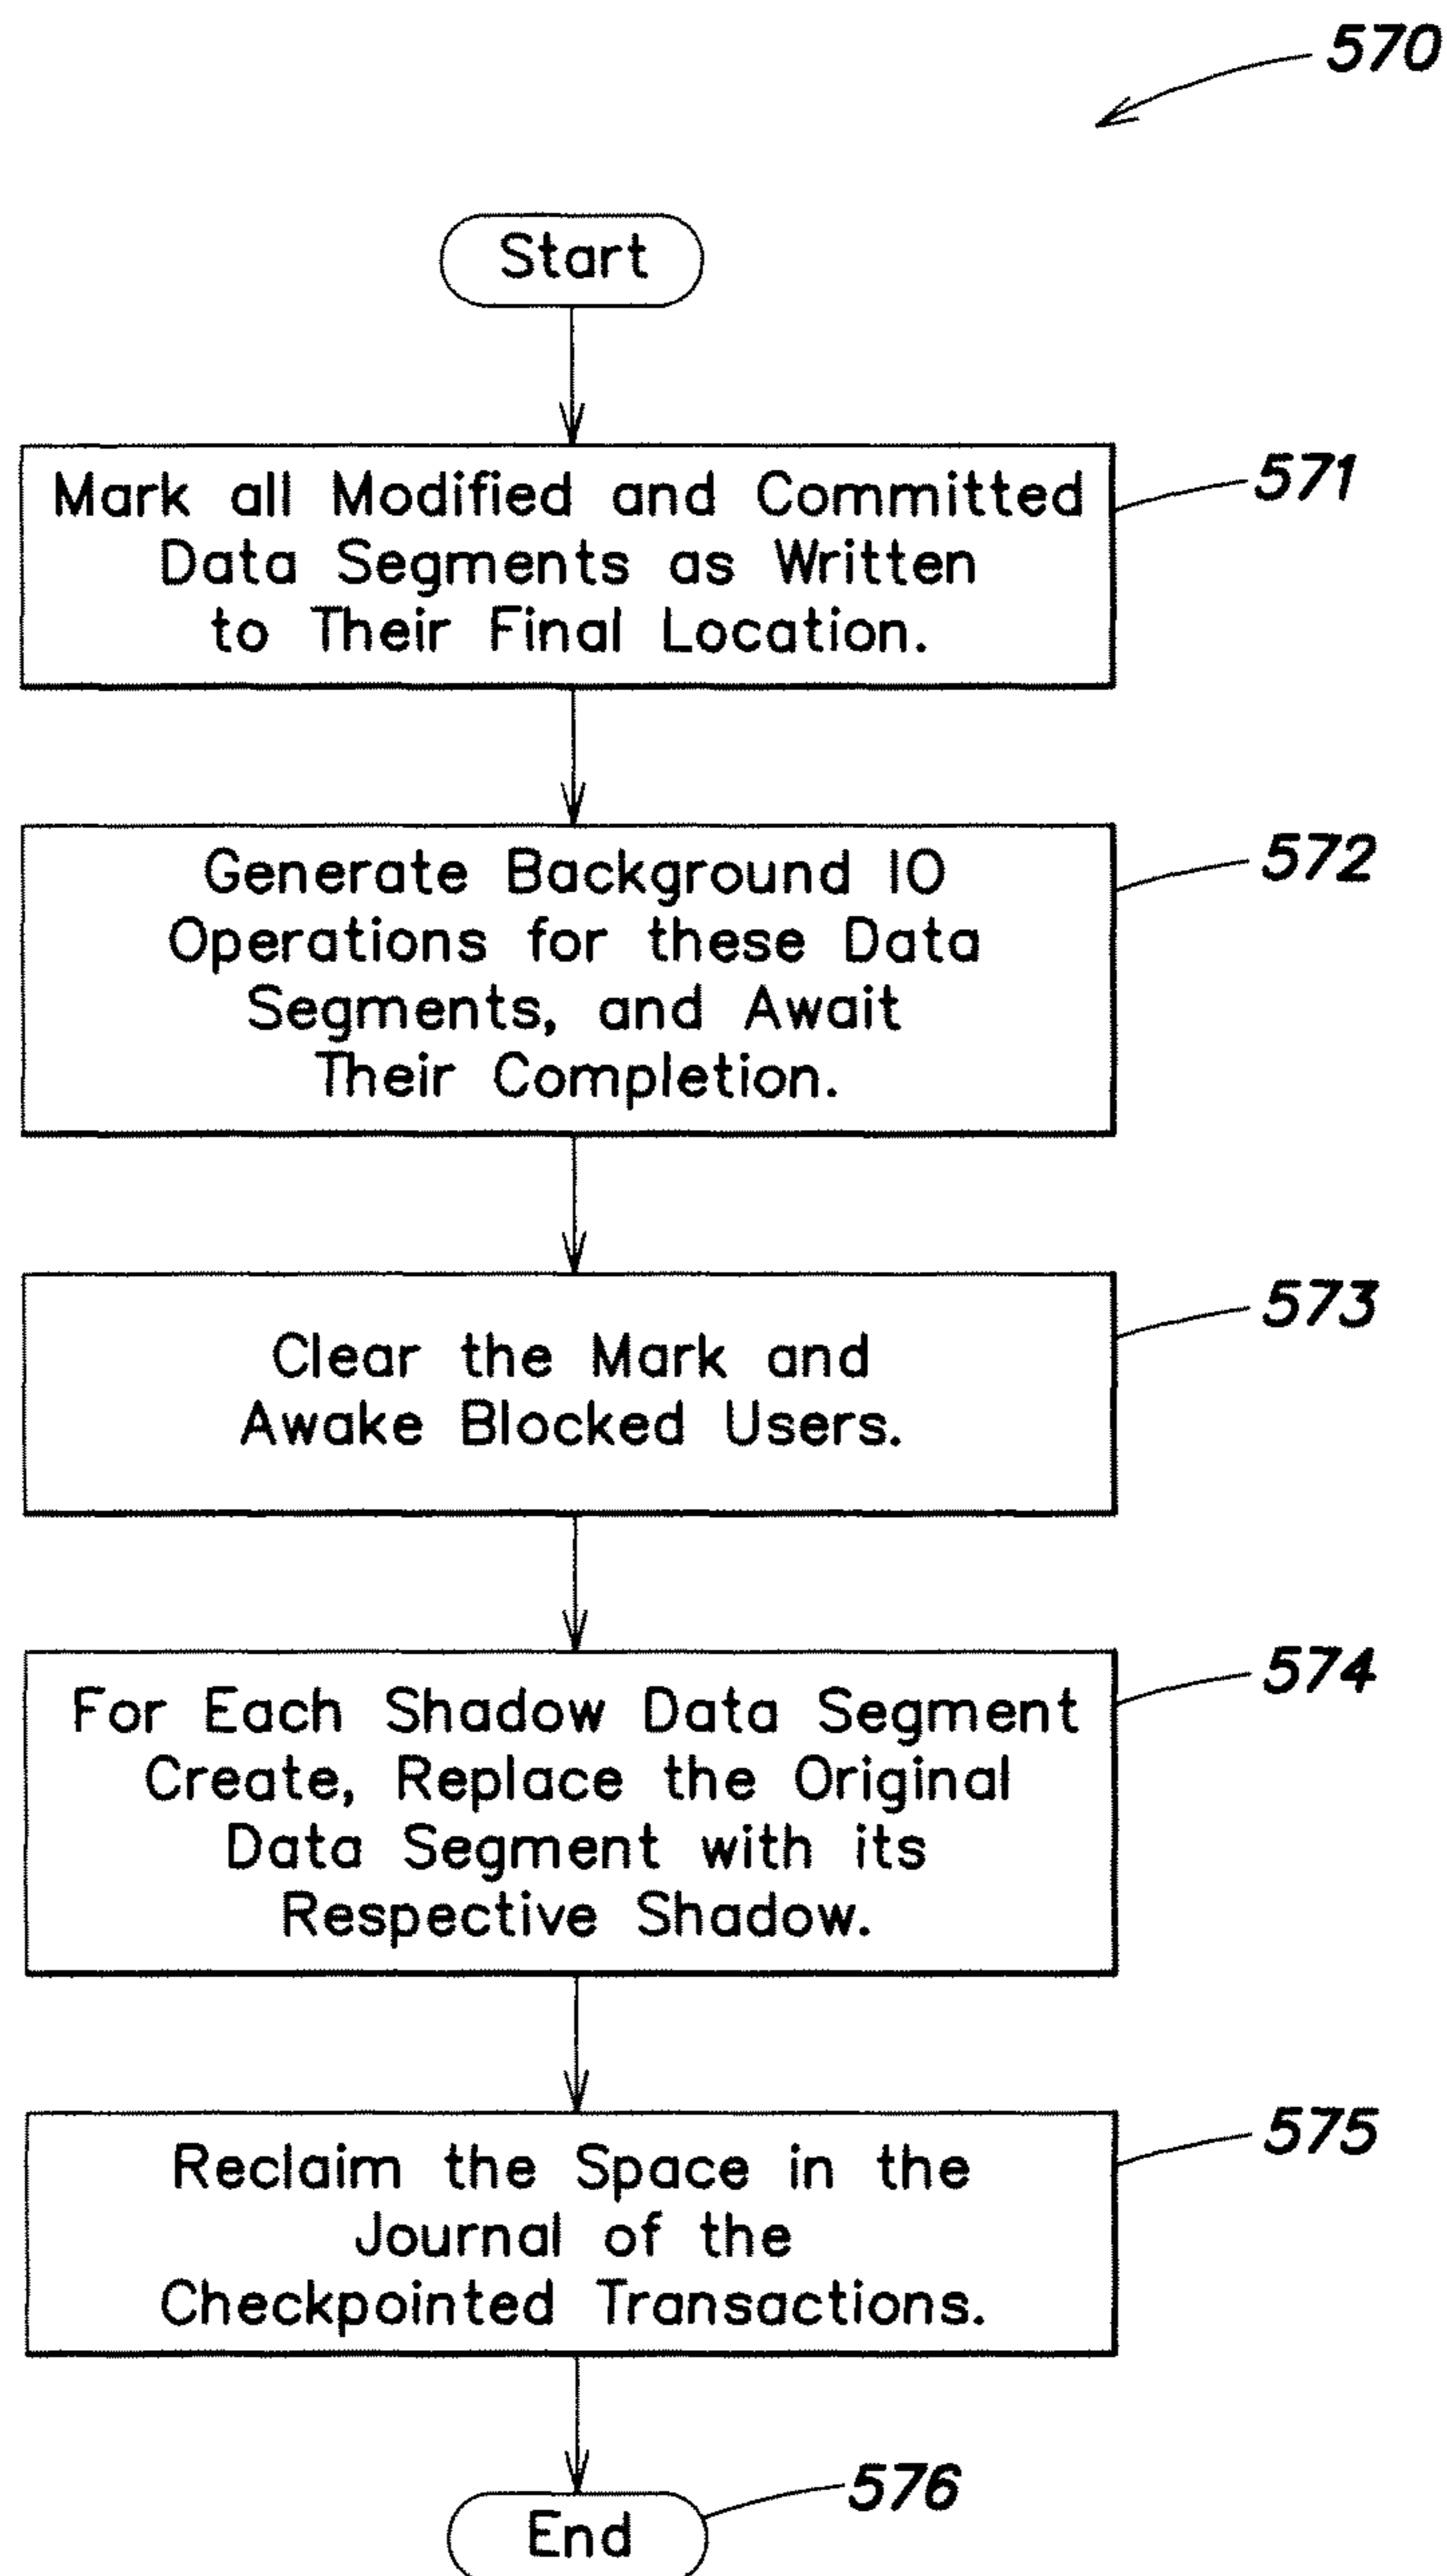 570
Start
Mark all Modified and Committed
Data Segments as Written
to Their Final Location.
571
Generate Background IO
Operations for these Data
Segments, and Await
Their Completion.
572
Clear the Mark and
Awake Blocked Users.
573
For Each Shadow Data Segment
Create, Replace the Original
Data Segment with its
Respective Shadow.
574
Reclaim the Space in the
Journal of the
Checkpointed Transactions.
575
End
576